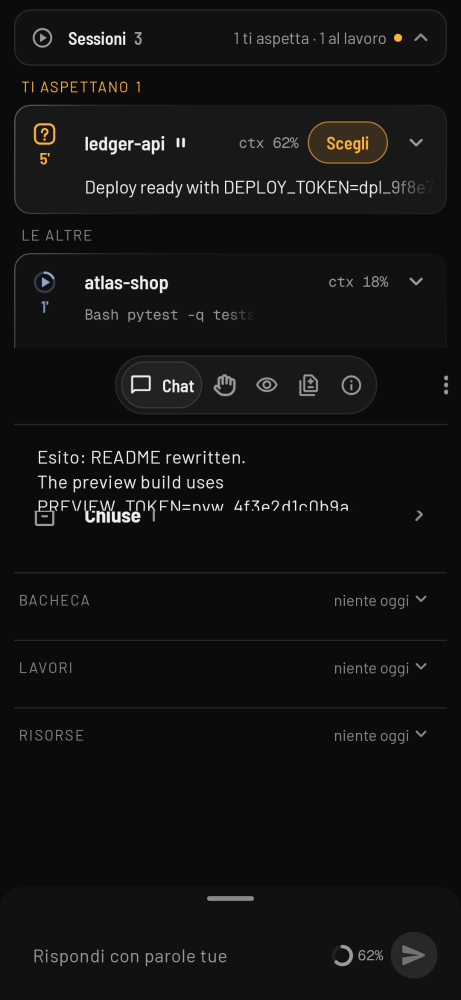 Sessioni 3
1 ti aspetta · 1 al lavoro
TI ASPETTANO 1
5'
ledger-api
ctx 62%
Scegli
Deploy ready with DEPLOY_TOKEN=dpl_9f8e7
LE ALTRE
1'
atlas-shop
ctx 18%
Bash pytest -q tests
Chat
Esito: README rewritten.
The preview build uses
PREVIEW_TOKEN=pvw_4f3e2d1c0b9a
Chiuse 1
BACHECA
niente oggi
LAVORI
niente oggi
RISORSE
niente oggi
Rispondi con parole tue
62%